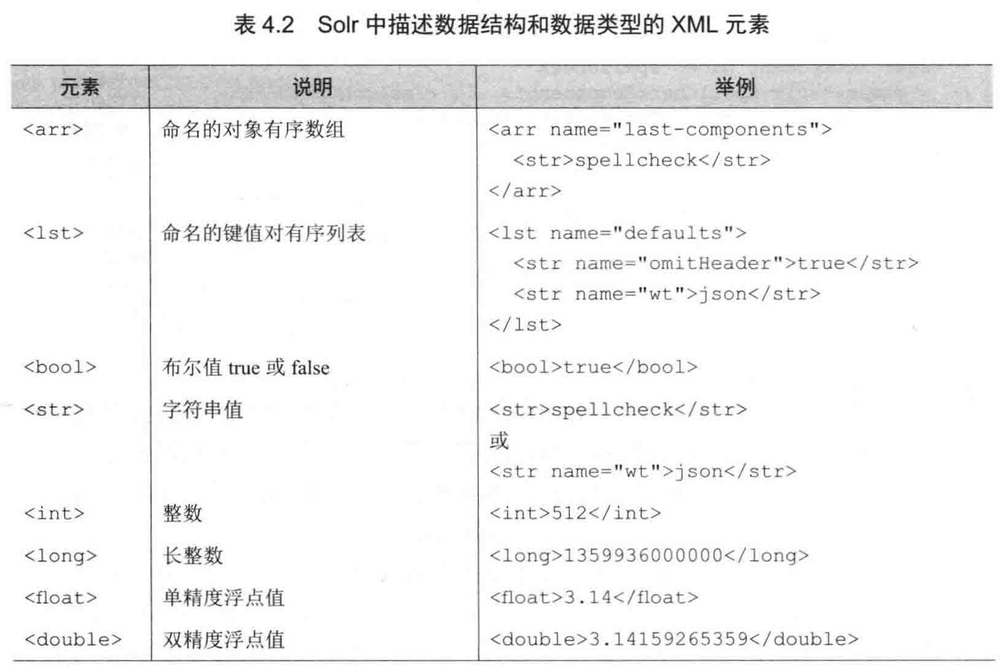 表 4.2 Solr 中描述数据结构和数据类型的 XML 元素
元素 说明 举例
<arr> 命名的对象有序数组 <arr name="last-components">
<str>spellcheck</str>
</arr>
<lst> 命名的键值对有序列表 <lst name="defaults">
<str name="omitHeader">true</str>
<str name="wt">json</str>
</lst>
<bool> 布尔值 true 或 false <bool>true</bool>
<str> 字符串值 <str>spellcheck</str>
或
<str name="wt">json</str>
<int> 整数 <int>512</int>
<long> 长整数 <long>1359936000000</long>
<float> 单精度浮点值 <float>3.14</float>
<double> 双精度浮点值 <double>3.14159265359</double>